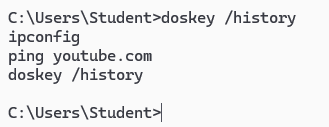 C:\Users\Student>doskey /history
ipconfig
ping youtube.com
doskey /history
C:\Users\Student>